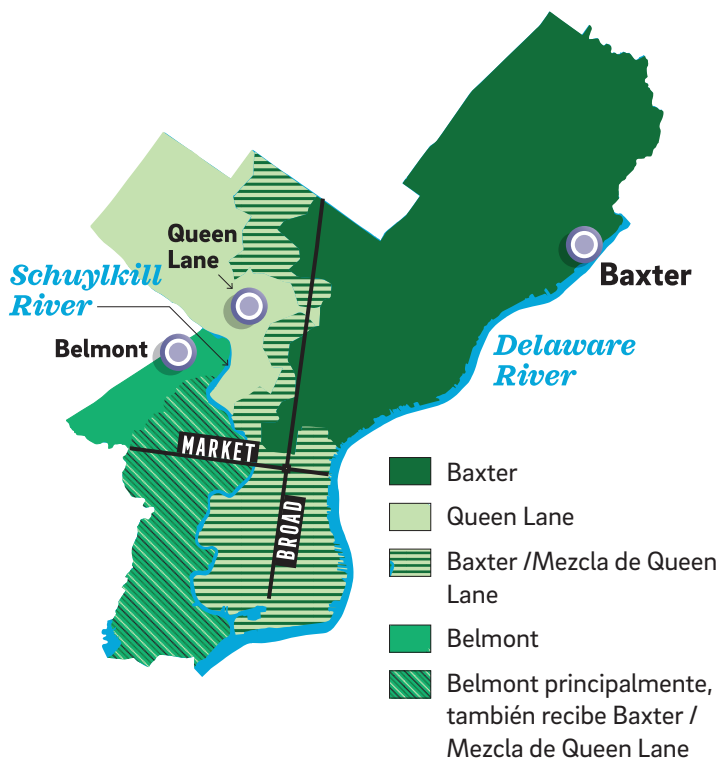 Queen
Lane
Schuylkill
River
Belmont
Baxter
Delaware
River
MARKET
BROAD
Baxter
Queen Lane
Baxter /Mezcla de Queen
Lane
Belmont
Belmont principalmente,
también recibe Baxter /
Mezcla de Queen Lane